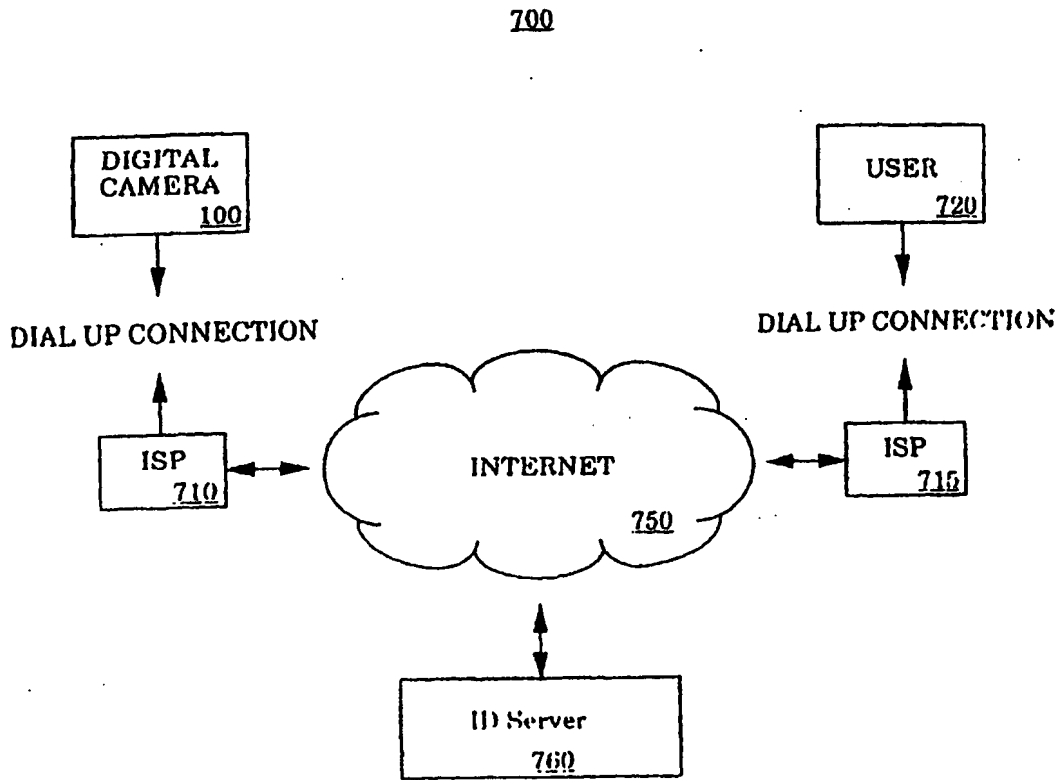 700
DIGITAL
CAMERA
100
USER
720
DIAL UP CONNECTION
DIAL UP CONNECTION
ISP
710
INTERNET
750
ISP
715
ID Server
760